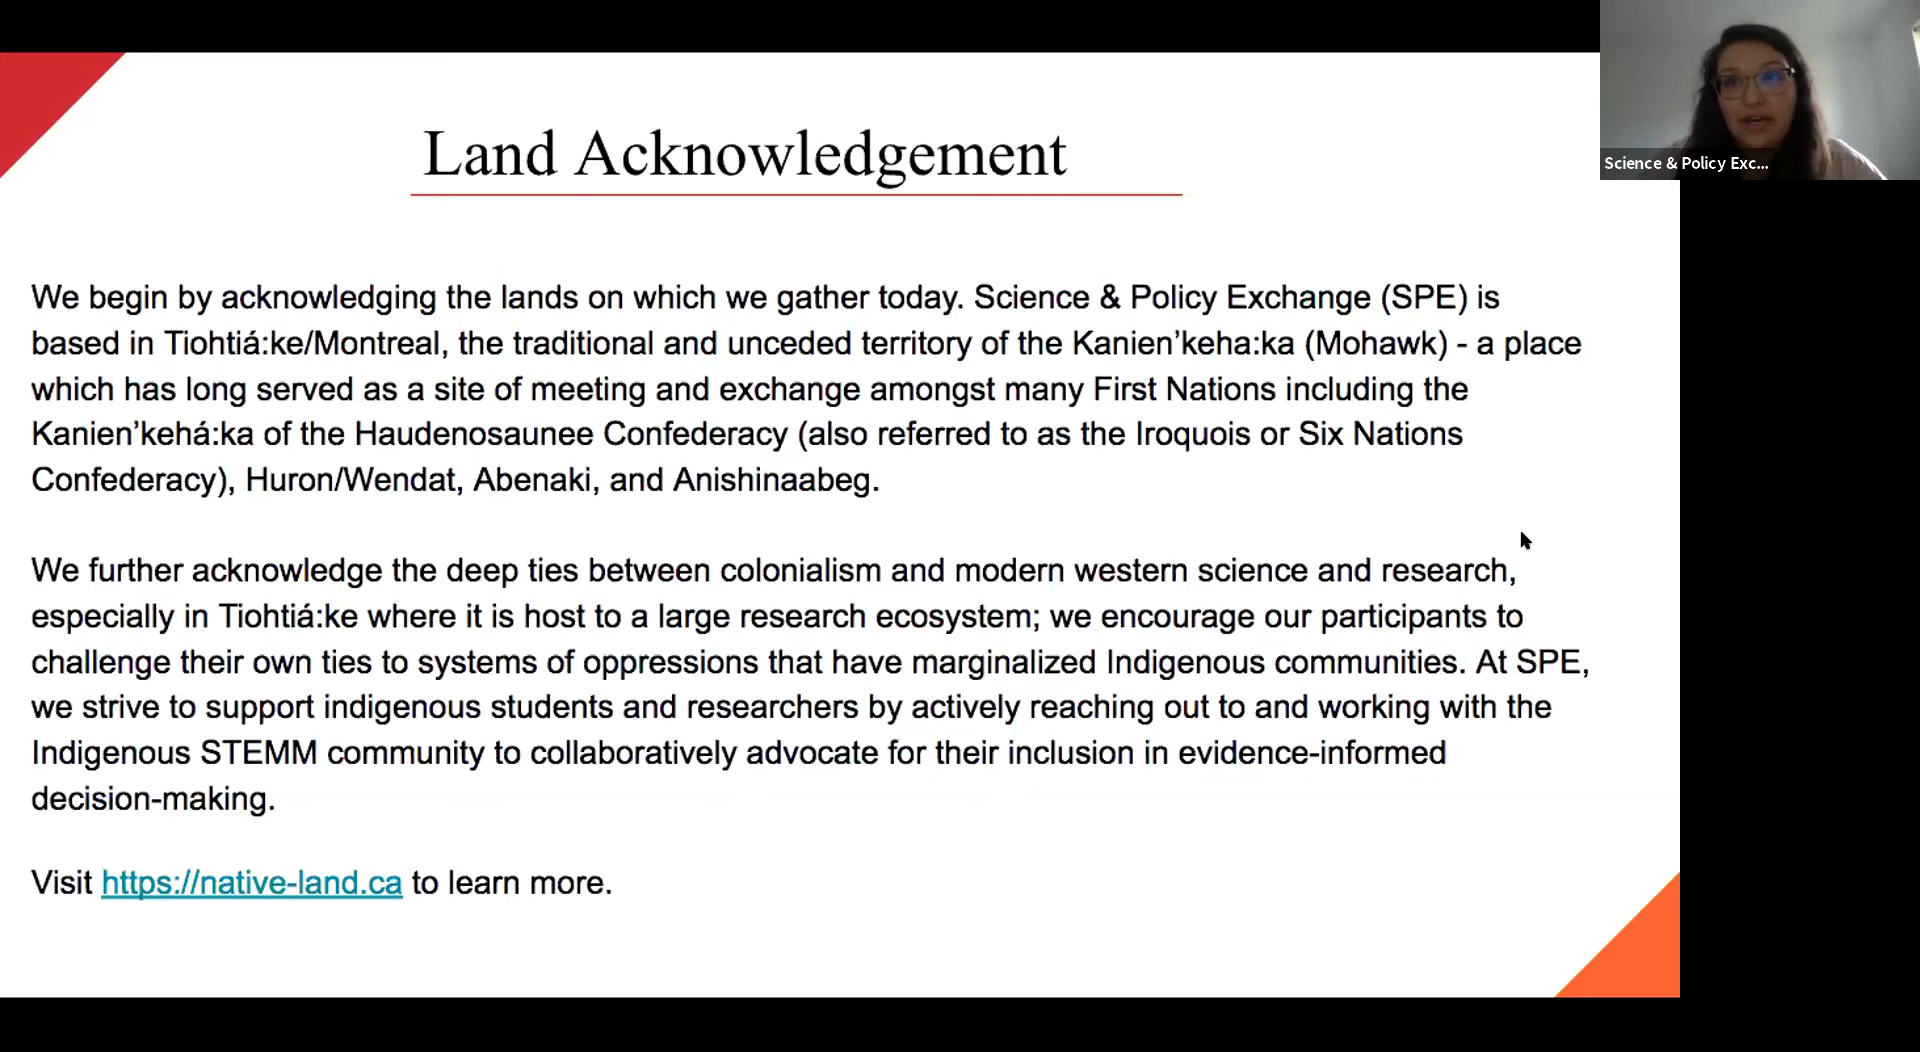 Land Acknowledgement
We begin by acknowledging the lands on which we gather today. Science & Policy Exchange (SPE) is
based in Tiohtiá:ke/Montreal, the traditional and unceded territory of the Kanien’keha:ka (Mohawk) - a place
which has long served as a site of meeting and exchange amongst many First Nations including the
Kanien’kehá:ka of the Haudenosaunee Confederacy (also referred to as the Iroquois or Six Nations
Confederacy), Huron/Wendat, Abenaki, and Anishinaabeg.
We further acknowledge the deep ties between colonialism and modern western science and research,
especially in Tiohtiá:ke where it is host to a large research ecosystem; we encourage our participants to
challenge their own ties to systems of oppressions that have marginalized Indigenous communities. At SPE,
we strive to support indigenous students and researchers by actively reaching out to and working with the
Indigenous STEMM community to collaboratively advocate for their inclusion in evidence-informed
decision-making.
Visit https://native-land.ca to learn more.
Science & Policy Exc...